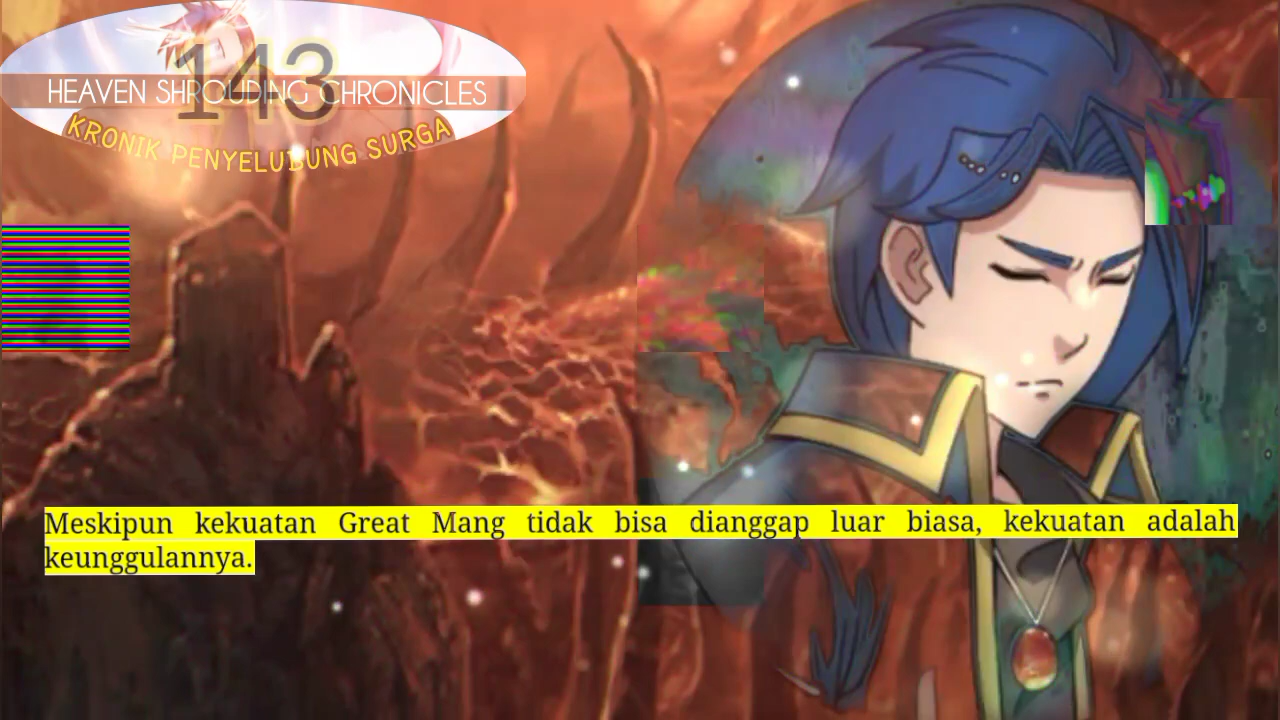 143
HEAVEN SHROUDING CHRONICLES
KRONIK PENYELUBUNG SURGA
Meskipun kekuatan Great Mang tidak bisa dianggap luar biasa, kekuatan adalah
keunggulannya.